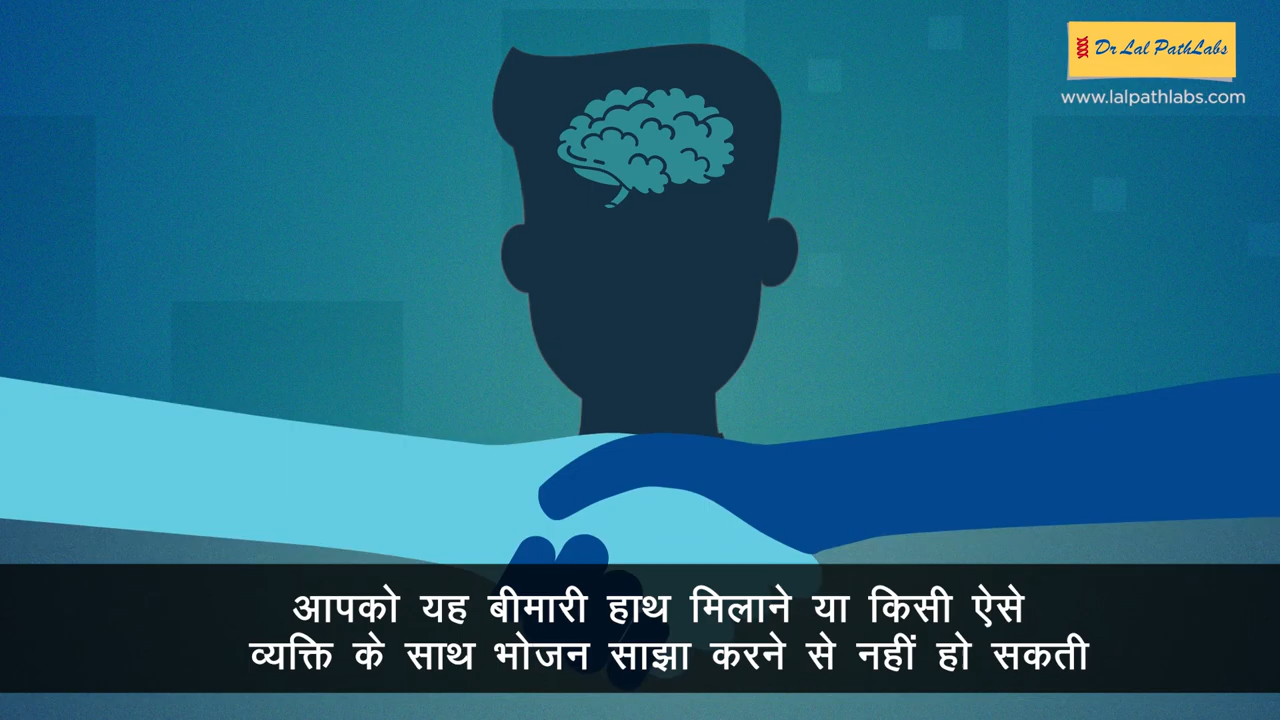 Dr Lal PathLabs
www.lalpathlabs.com
आपको यह बीमारी हाथ मिलाने या किसी ऐसे
व्यक्ति के साथ भोजन साझा करने से नहीं हो सकती